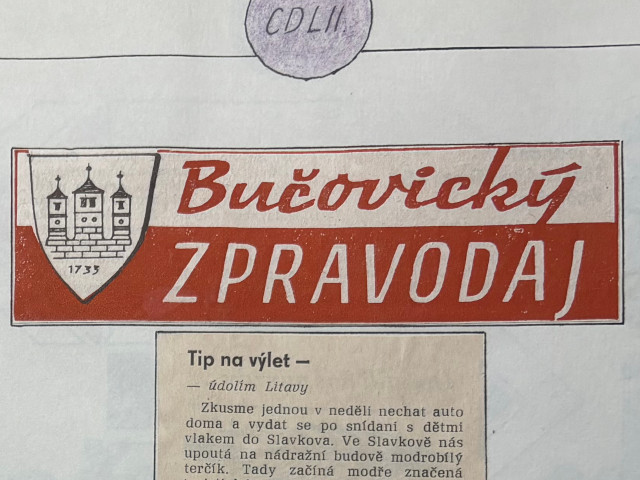 CDLII.
Bučovický
ZPRAVODAJ
1735
Tip na výlet —
— údolím Litavy
Zkusme jednou v neděli nechat auto
doma a vydat se po snídani s dětmi
vlakem do Slavkova. Ve Slavkově nás
upoutá na nádražní budově modrobílý
terčík. Tady začíná modře značená